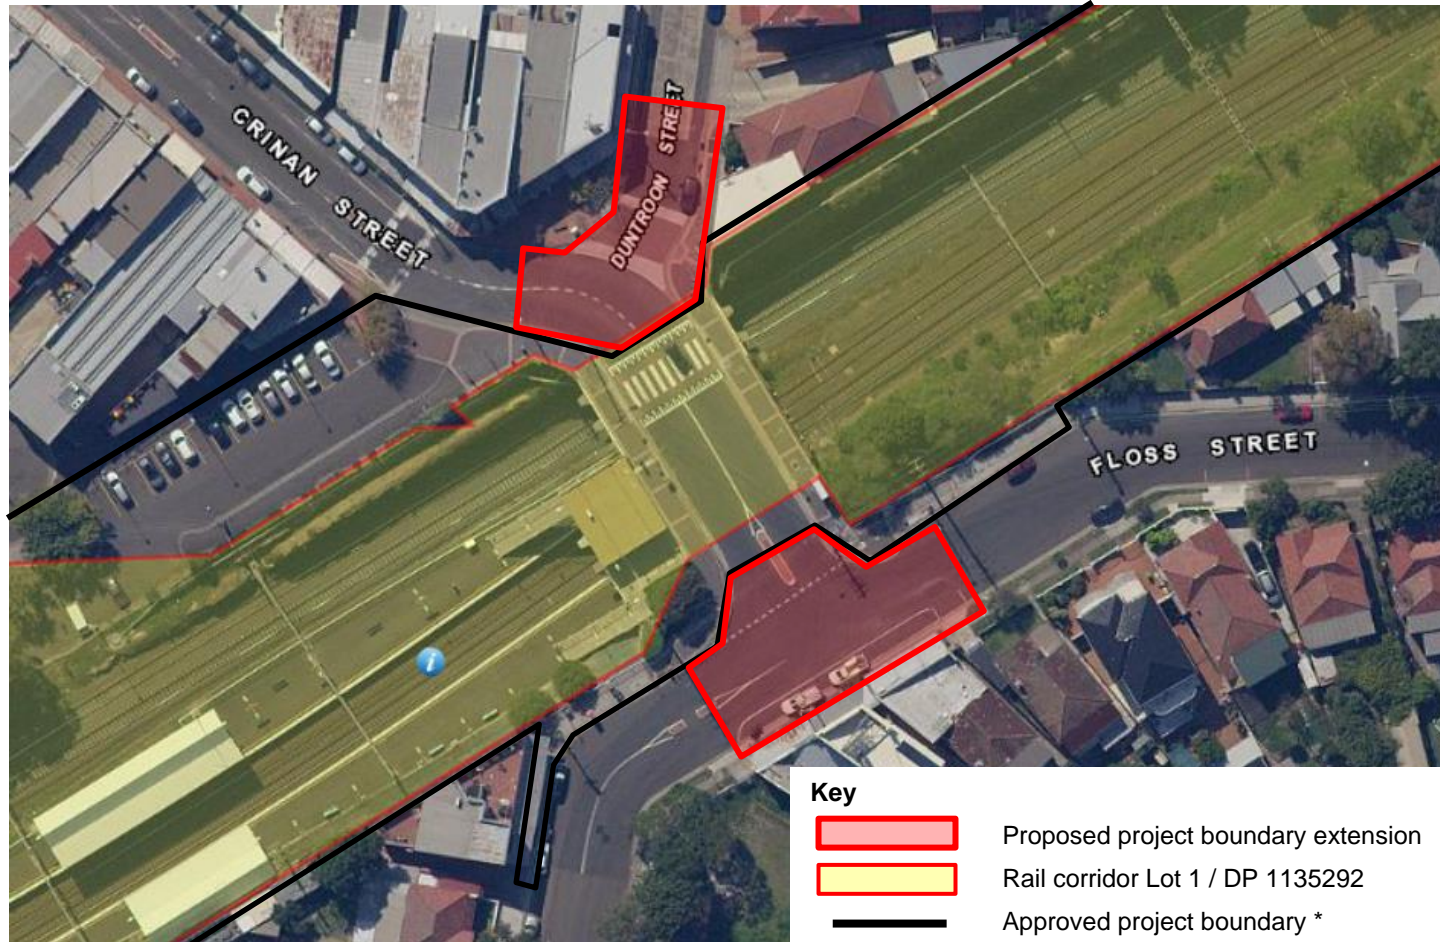 CRINAN STREET
DUNTROON STREET
FLOSS STREET
i
Key
Proposed project boundary extension
Rail corridor Lot 1 / DP 1135292
Approved project boundary *